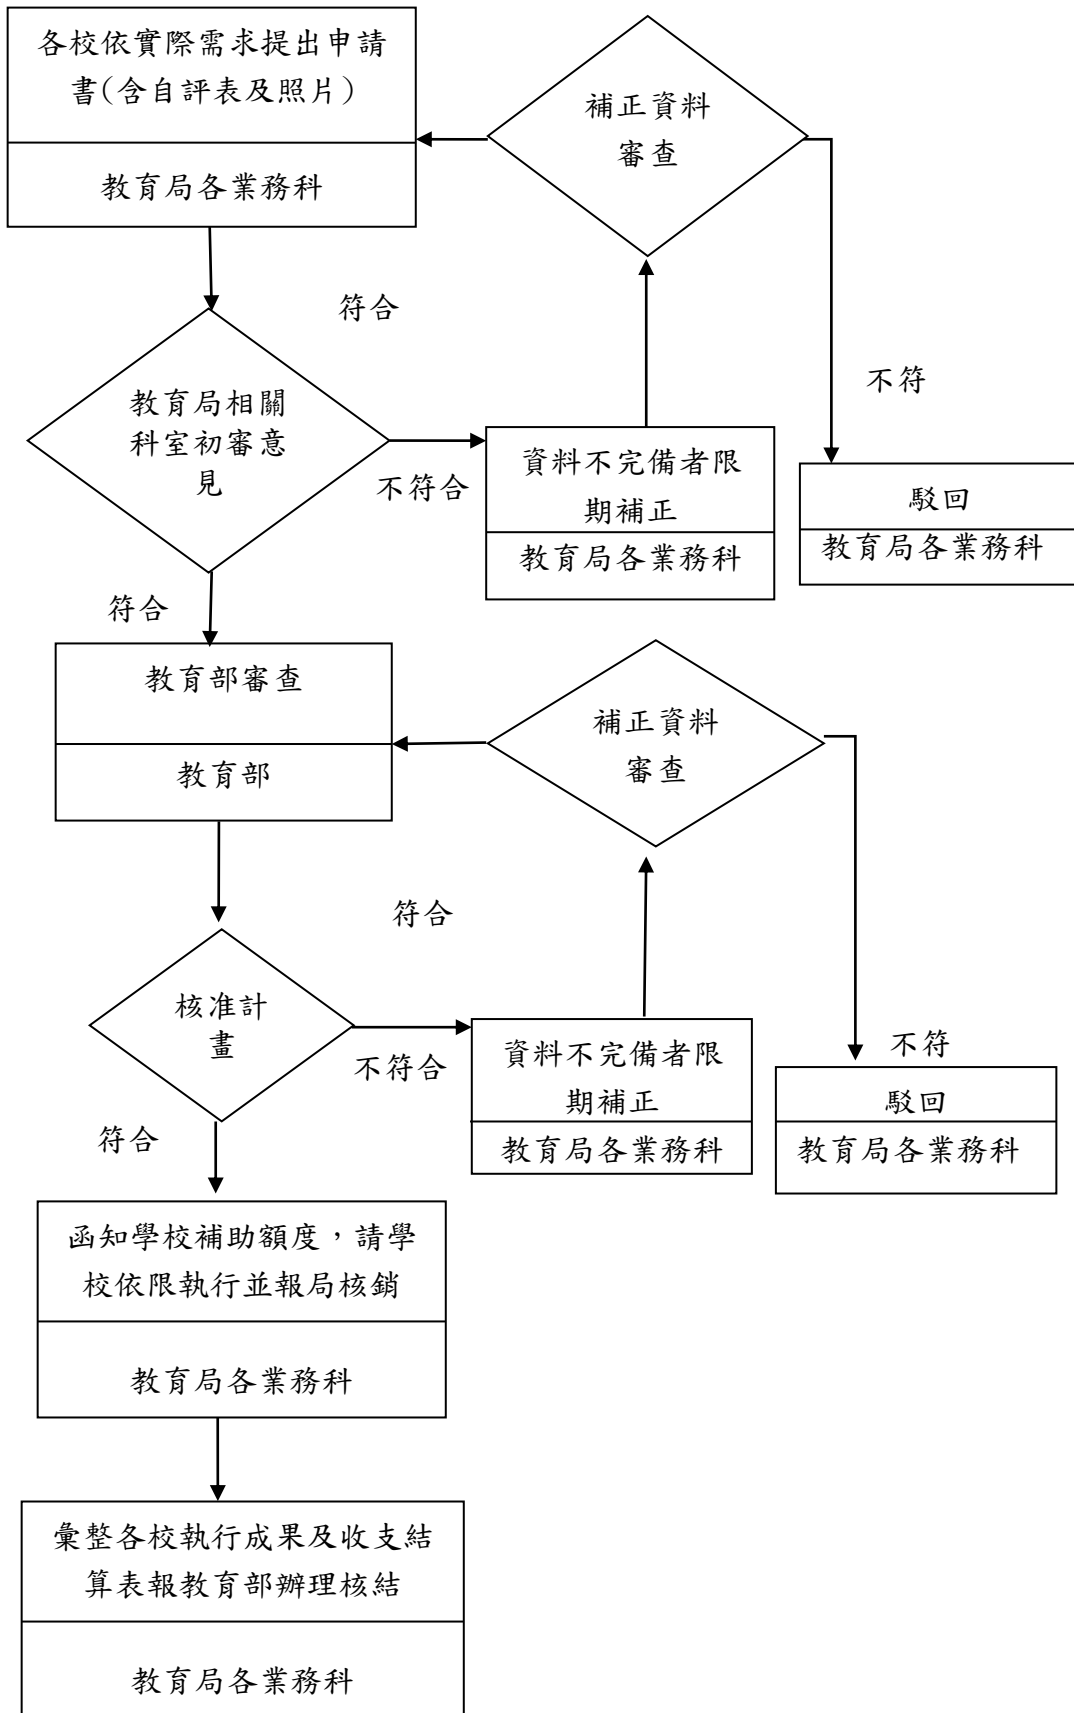 各校依實際需求提出申請
書(含自評表及照片)
教育局各業務科
補正資料
審查
符合
不符
教育局相關
科室初審意
見
不符合
資料不完備者限
期補正
教育局各業務科
駁回
教育局各業務科
符合
教育部審查
教育部
補正資料
審查
符合
核准計
畫
不符合
資料不完備者限
期補正
教育局各業務科
不符
駁回
教育局各業務科
符合
函知學校補助額度，請學
校依限執行並報局核銷
教育局各業務科
彙整各校執行成果及收支結
算表報教育部辦理核結
教育局各業務科